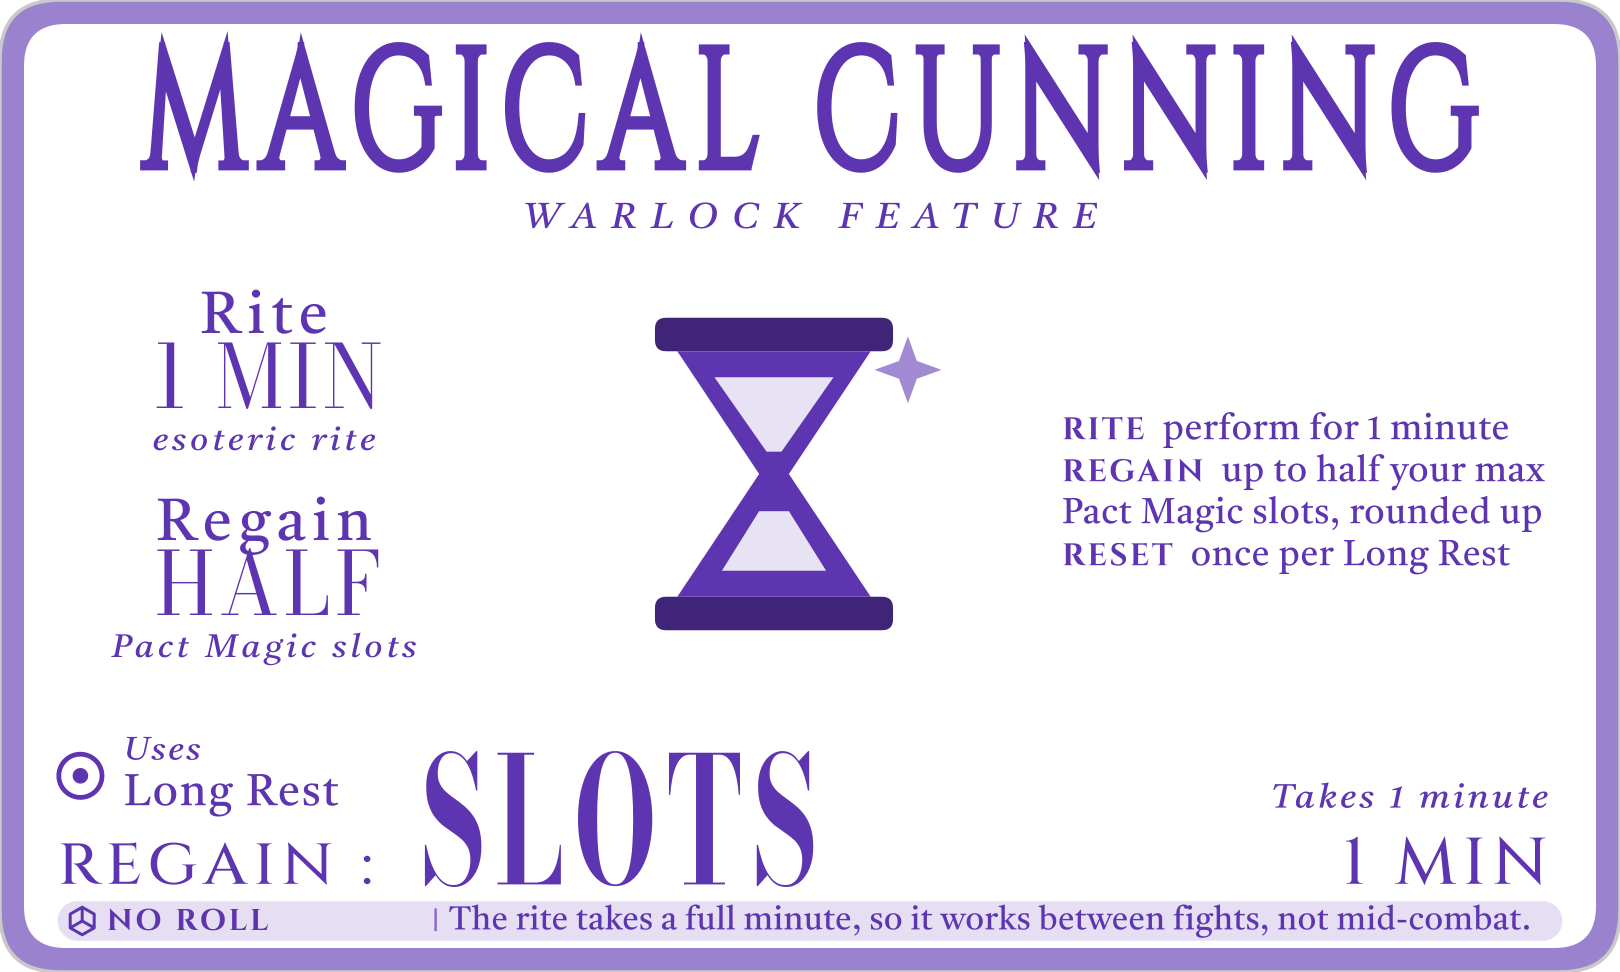 MAGICAL CUNNING
WARLOCK FEATURE
Rite
1 MIN
esoteric rite
Regain
HALF
Pact Magic slots
RITE perform for 1 minute
REGAIN up to half your max
Pact Magic slots, rounded up
RESET once per Long Rest
Uses
Long Rest
REGAIN : SLOTS
Takes 1 minute
1 MIN
NO ROLL | The rite takes a full minute, so it works between fights, not mid-combat.